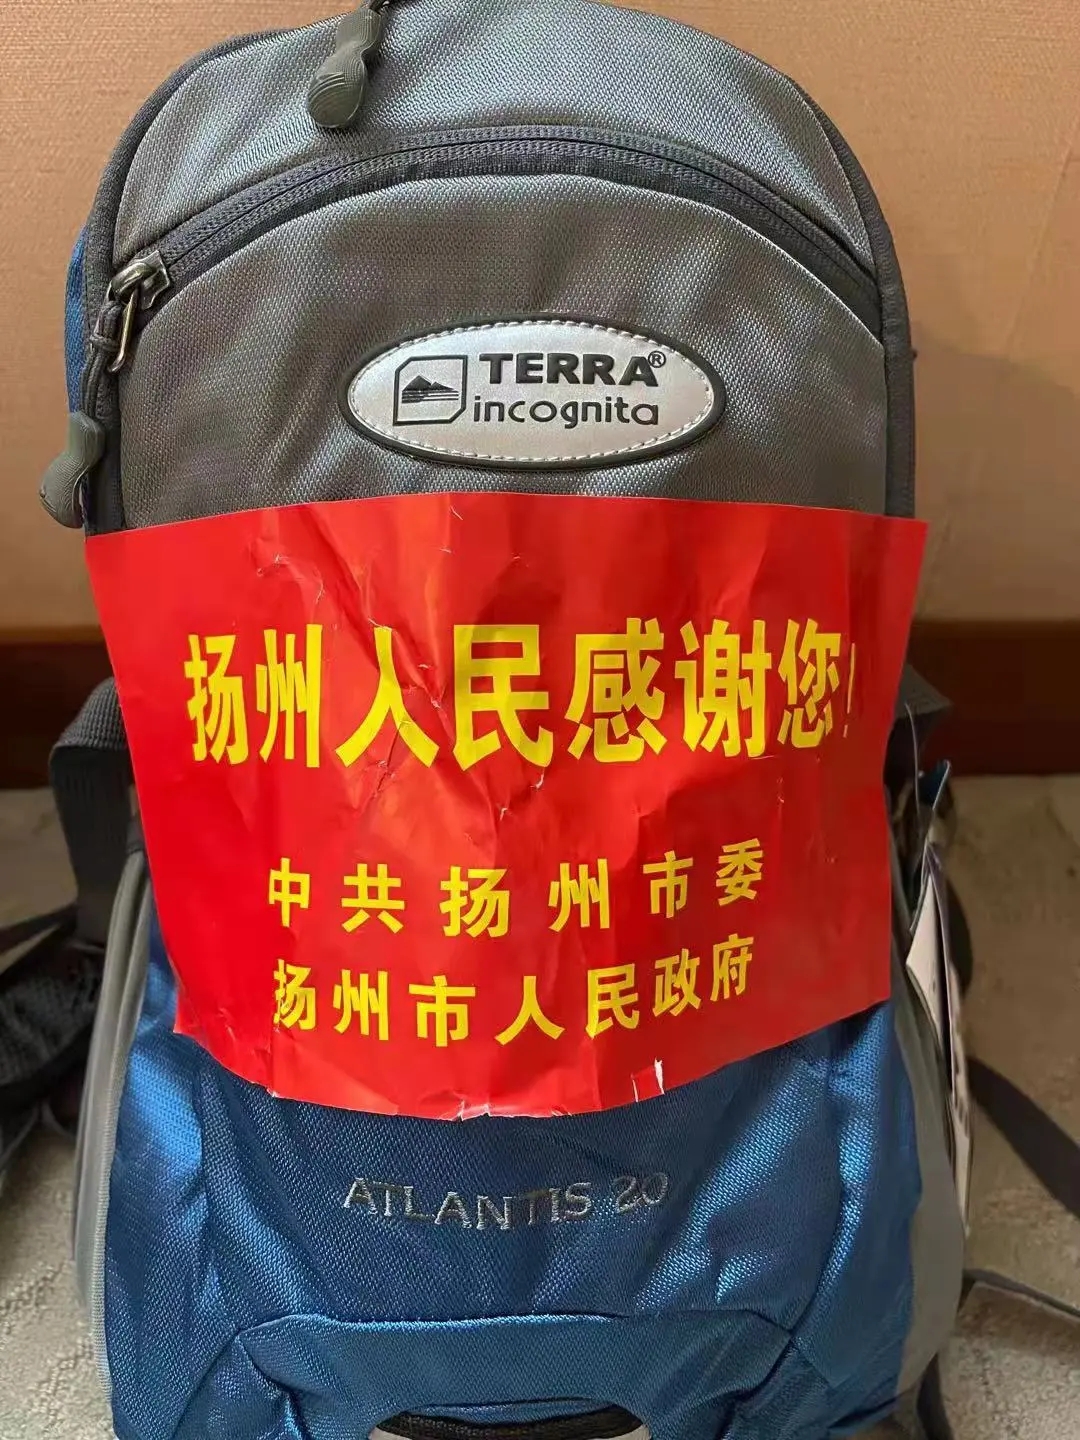 TERRA®
incognita
扬州人民感谢您!
中共扬州市委
扬州市人民政府
ATLANTIS 20